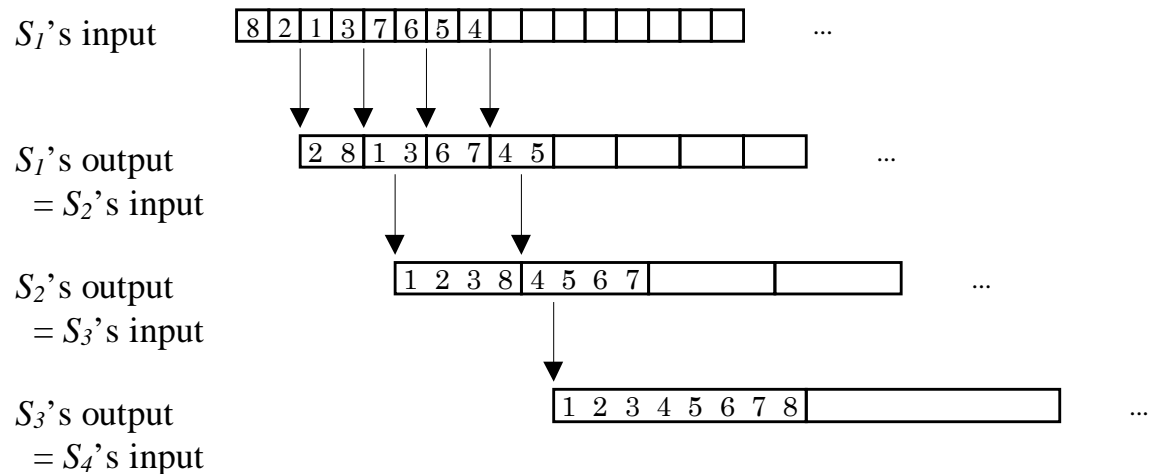 S1's input 8 2 1 3 7 6 5 4 ...
S1's output 2 8 1 3 6 7 4 5 ...
= S2's input
S2's output 1 2 3 8 4 5 6 7 ...
= S3's input
S3's output 1 2 3 4 5 6 7 8 ...
= S4's input